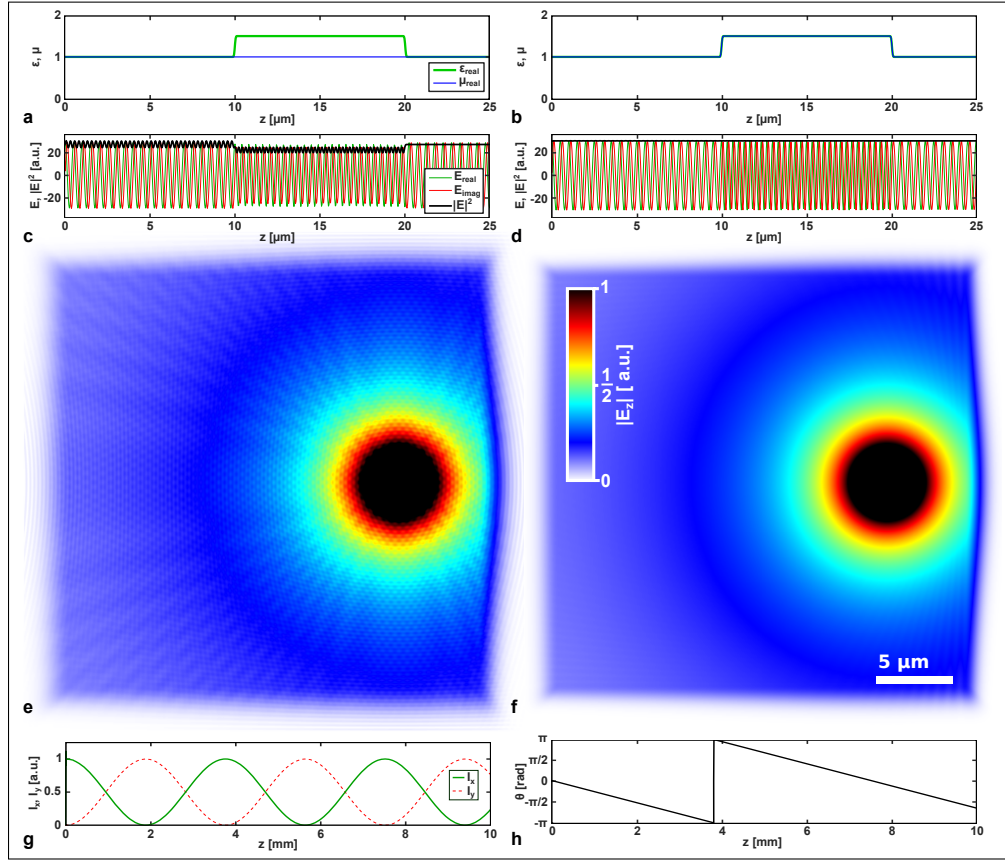 2
1
0
ε, μ
ε_real
μ_real
0 5 10 15 20 25
a
z [μm]
2
1
0
ε, μ
0 5 10 15 20 25
b
z [μm]
20
0
-20
E, |E|² [a.u.]
E_real
E_imag
|E|²
0 5 10 15 20 25
c
z [μm]
20
0
-20
E, |E|² [a.u.]
0 5 10 15 20 25
d
z [μm]
1
1/2
0
|E_z| [ a.u.]
5 μm
e
f
1
0.5
0
I_x, I_y [a.u.]
I_x
I_y
0 2 4 6 8 10
g
z [mm]
π
π/2
0
-π/2
-π
θ [rad]
0 2 4 6 8 10
h
z [mm]